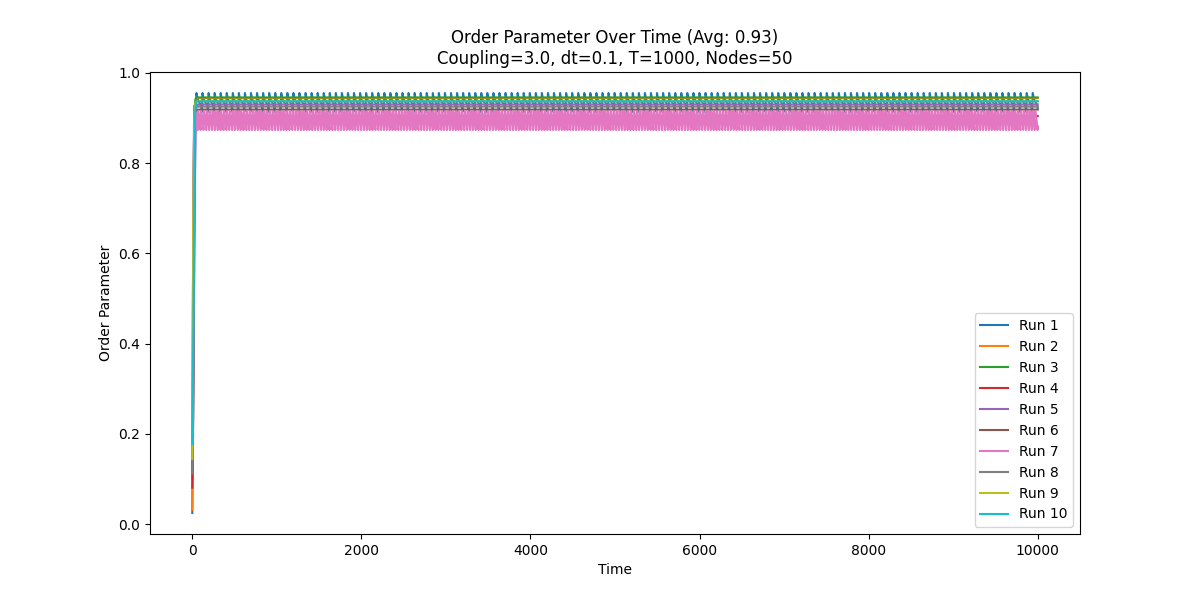 Order Parameter Over Time (Avg: 0.93)
Coupling=3.0, dt=0.1, T=1000, Nodes=50
1.0
0.8
0.6
0.4
0.2
0.0
Order Parameter
0 2000 4000 6000 8000 10000
Time
Run 1
Run 2
Run 3
Run 4
Run 5
Run 6
Run 7
Run 8
Run 9
Run 10